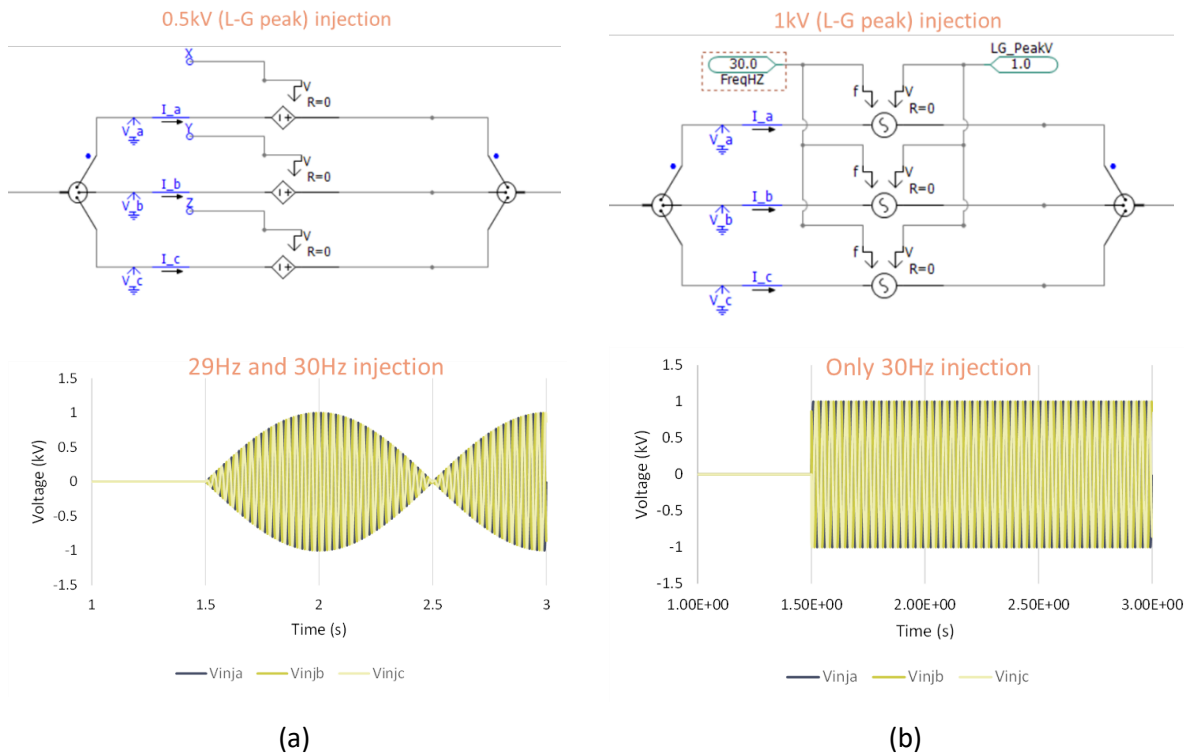 0.5kV (L-G peak) injection
X
V
R=0
I_a
V_a
Y
V
R=0
I_b
V_b
Z
V
R=0
I_c
V_c
1kV (L-G peak) injection
30.0
FreqHZ
LG_PeakV
1.0
f
V
R=0
I_a
V_a
f
V
R=0
I_b
V_b
f
V
R=0
I_c
V_c
29Hz and 30Hz injection
1.5
1
0.5
0
-0.5
-1
-1.5
Voltage (kV)
1 1.5 2 2.5 3
Time (s)
Vinja Vinjb Vinjc
(a)
Only 30Hz injection
1.5
1
0.5
0
-0.5
-1
-1.5
Voltage (kV)
1.00E+00 1.50E+00 2.00E+00 2.50E+00 3.00E+00
Time (s)
Vinja Vinjb Vinjc
(b)